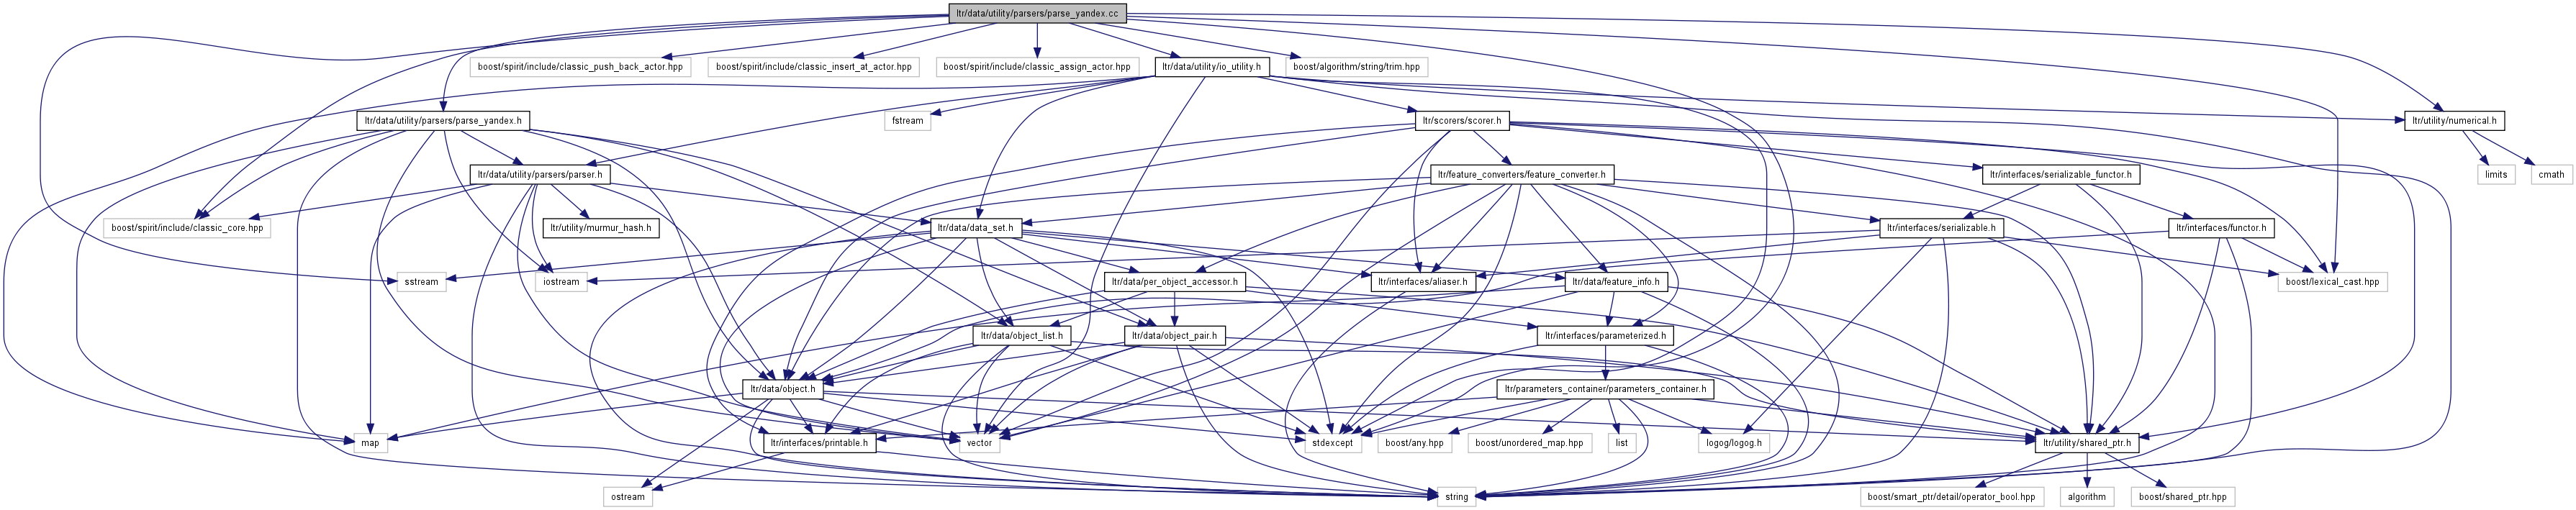 ltr/data/utility/parsers/parse_yandex.cc
boost/spirit/include/classic_push_back_actor.hpp
boost/spirit/include/classic_insert_at_actor.hpp
boost/spirit/include/classic_assign_actor.hpp
ltr/data/utility/io_utility.h
boost/algorithm/string/trim.hpp
ltr/data/utility/parsers/parse_yandex.h
fstream
ltr/scorers/scorer.h
ltr/utility/numerical.h
ltr/data/utility/parsers/parser.h
ltr/feature_converters/feature_converter.h
ltr/interfaces/serializable_functor.h
limits
cmath
boost/spirit/include/classic_core.hpp
ltr/utility/murmur_hash.h
ltr/data/data_set.h
ltr/interfaces/serializable.h
ltr/interfaces/functor.h
sstream
iostream
ltr/data/per_object_accessor.h
ltr/interfaces/aliaser.h
ltr/data/feature_info.h
boost/lexical_cast.hpp
ltr/data/object_list.h
ltr/data/object_pair.h
ltr/interfaces/parameterized.h
ltr/data/object.h
ltr/parameters_container/parameters_container.h
map
ltr/interfaces/printable.h
vector
stdexcept
boost/any.hpp
boost/unordered_map.hpp
list
logog/logog.h
ltr/utility/shared_ptr.h
ostream
string
boost/smart_ptr/detail/operator_bool.hpp
algorithm
boost/shared_ptr.hpp